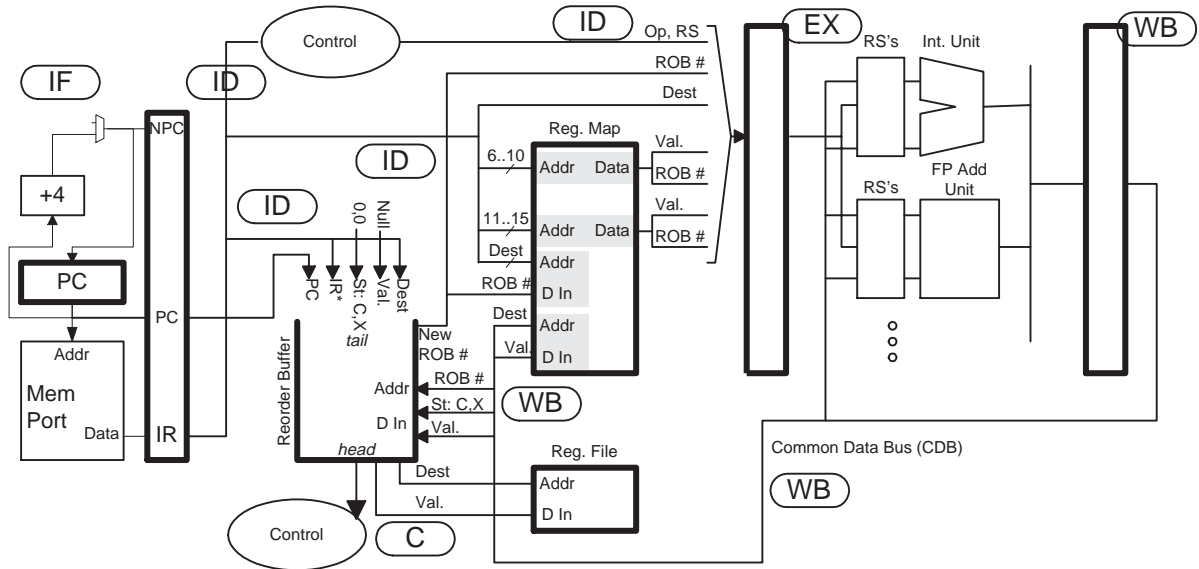 ID
EX
WB
Control
Op, RS
RS's
Int. Unit
ROB #
IF
ID
Dest
NPC
Reg. Map
Val.
6..10
Addr
Data
ROB #
ID
+4
ID
RS's
FP Add
Unit
Val.
11..15
Addr
Data
ROB #
0,0
Null
Dest
Addr
PC
PC
IR*
St: C,X
Val.
Dest
ROB #
D In
PC
tail
Dest
Addr
New
ROB #
Val.
D In
Addr
Mem
Port
Data
IR
Reorder Buffer
Addr
ROB #
WB
St: C,X
D In
Val.
head
Reg. File
Common Data Bus (CDB)
Dest
Addr
WB
Val.
D In
Control
C